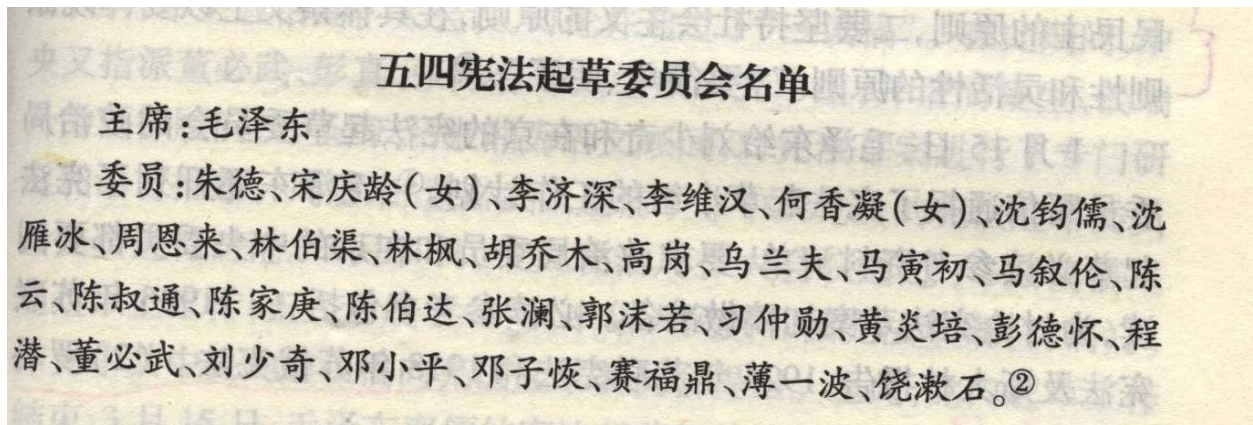 五四宪法起草委员会名单
主席:毛泽东
委员:朱德、宋庆龄(女)、李济深、李维汉、何香凝(女)、沈钧儒、沈
雁冰、周恩来、林伯渠、林枫、胡乔木、高岗、乌兰夫、马寅初、马叙伦、陈
云、陈叔通、陈家庚、陈伯达、张澜、郭沫若、习仲勋、黄炎培、彭德怀、程
潜、董必武、刘少奇、邓小平、邓子恢、赛福鼎、薄一波、饶漱石。②